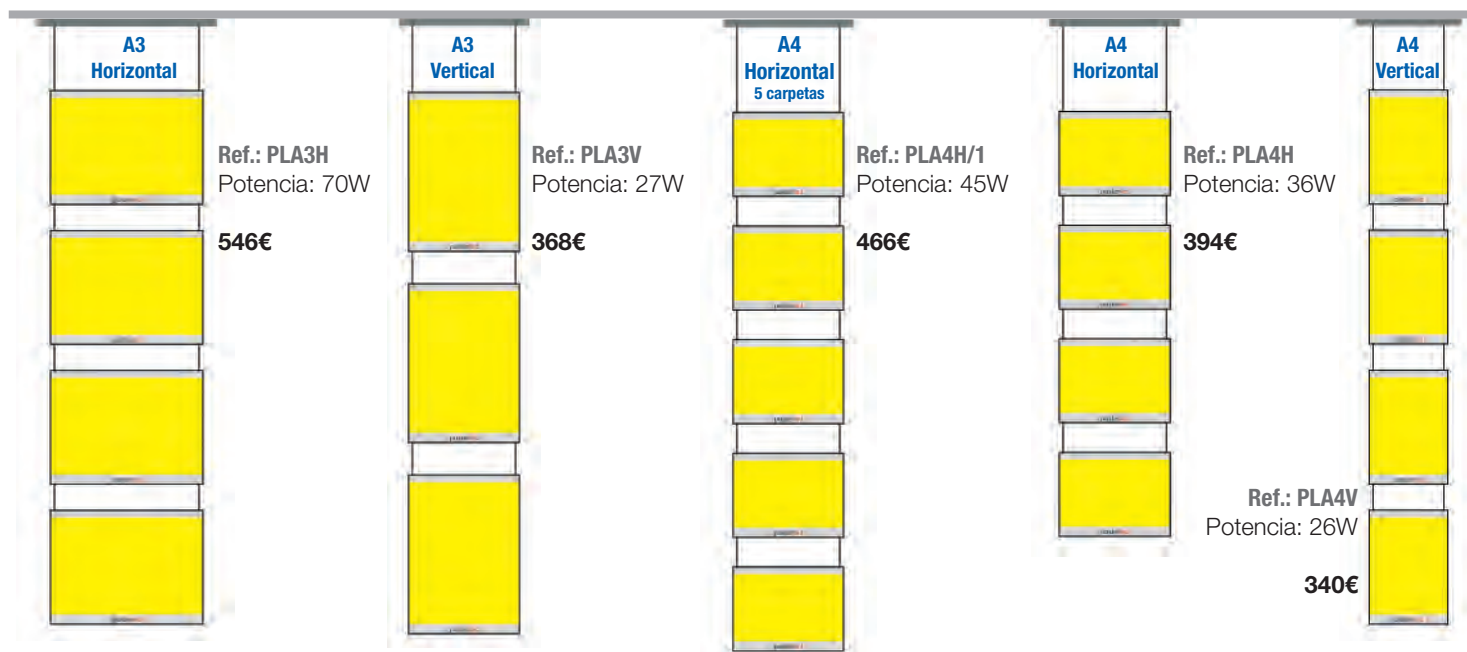 A3
Horizontal
Ref.: PLA3H
Potencia: 70W
546€
A3
Vertical
Ref.: PLA3V
Potencia: 27W
368€
A4
Horizontal
5 carpetas
Ref.: PLA4H/1
Potencia: 45W
466€
A4
Horizontal
Ref.: PLA4H
Potencia: 36W
394€
A4
Vertical
Ref.: PLA4V
Potencia: 26W
340€